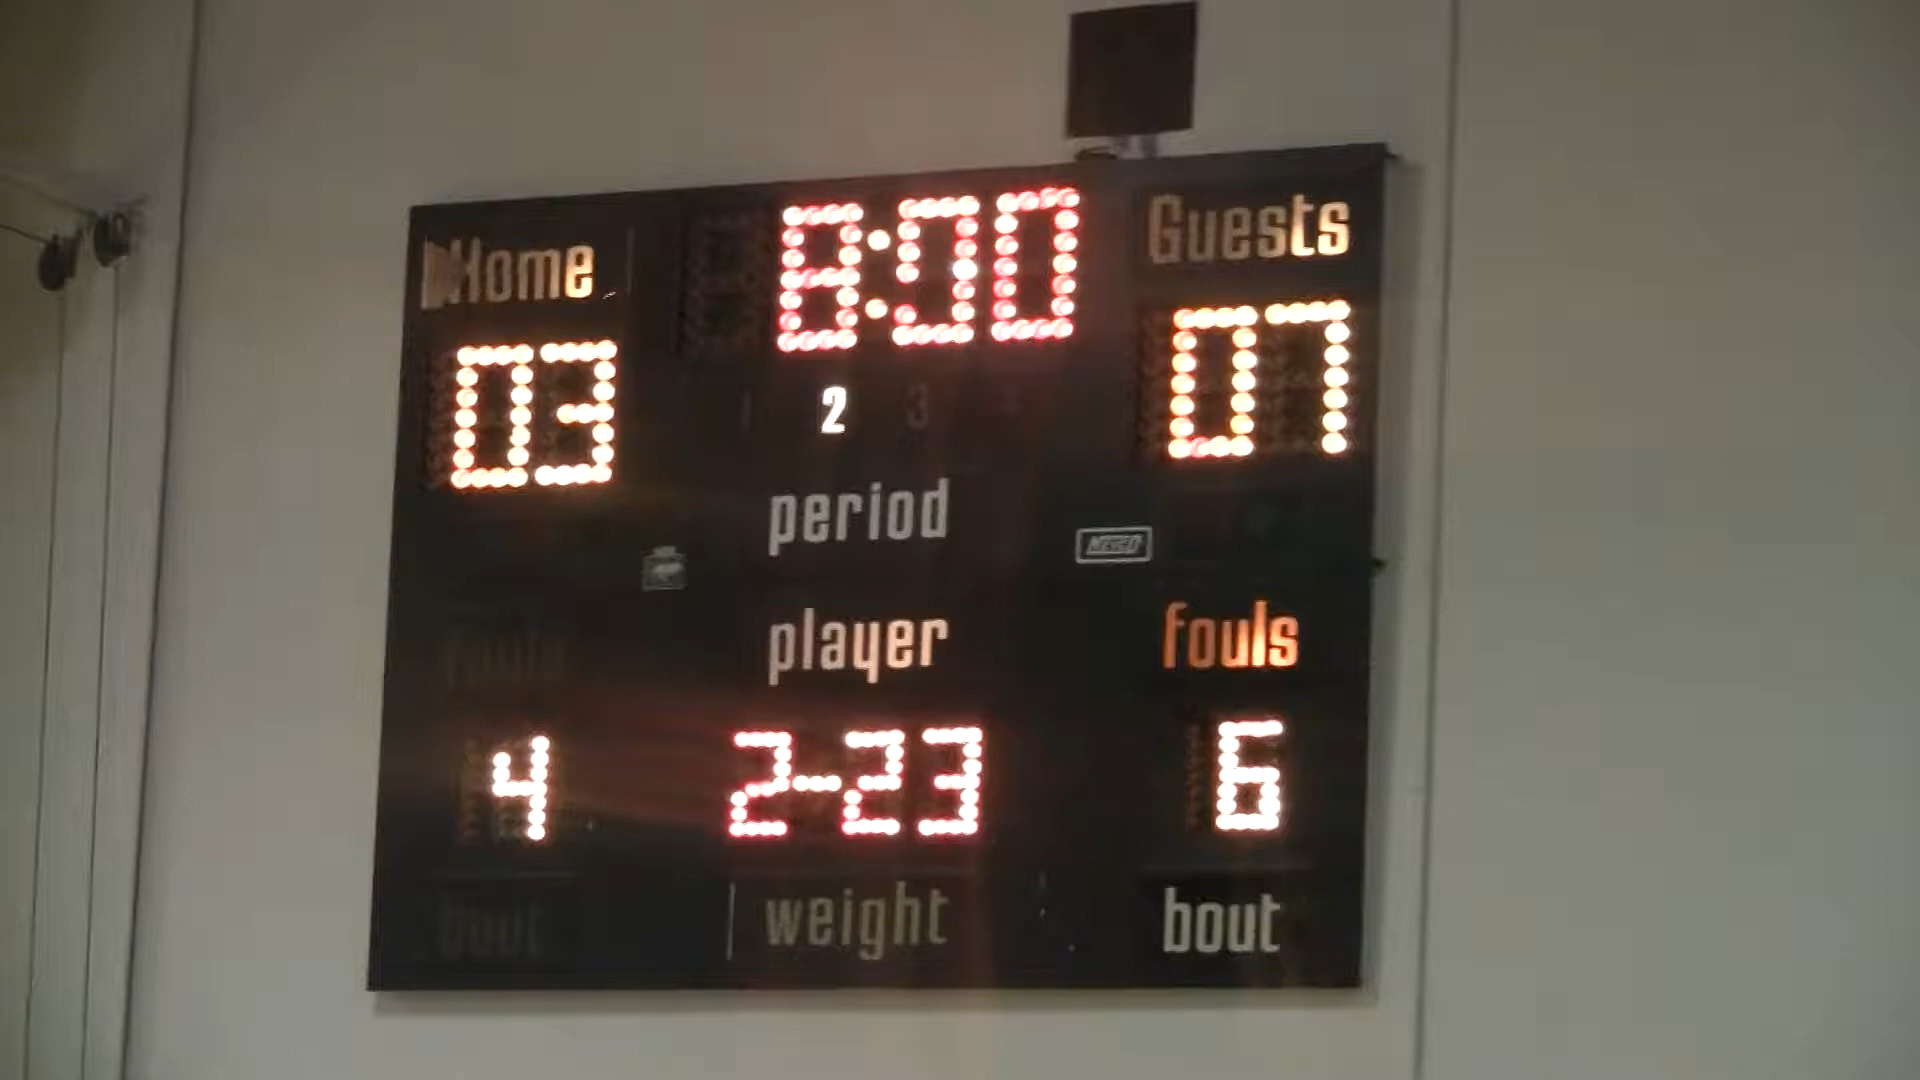 Home 8:00 Guests
03 07
2 3
period
NEVCO
fouls player fouls
4 2-23 6
bout weight bout